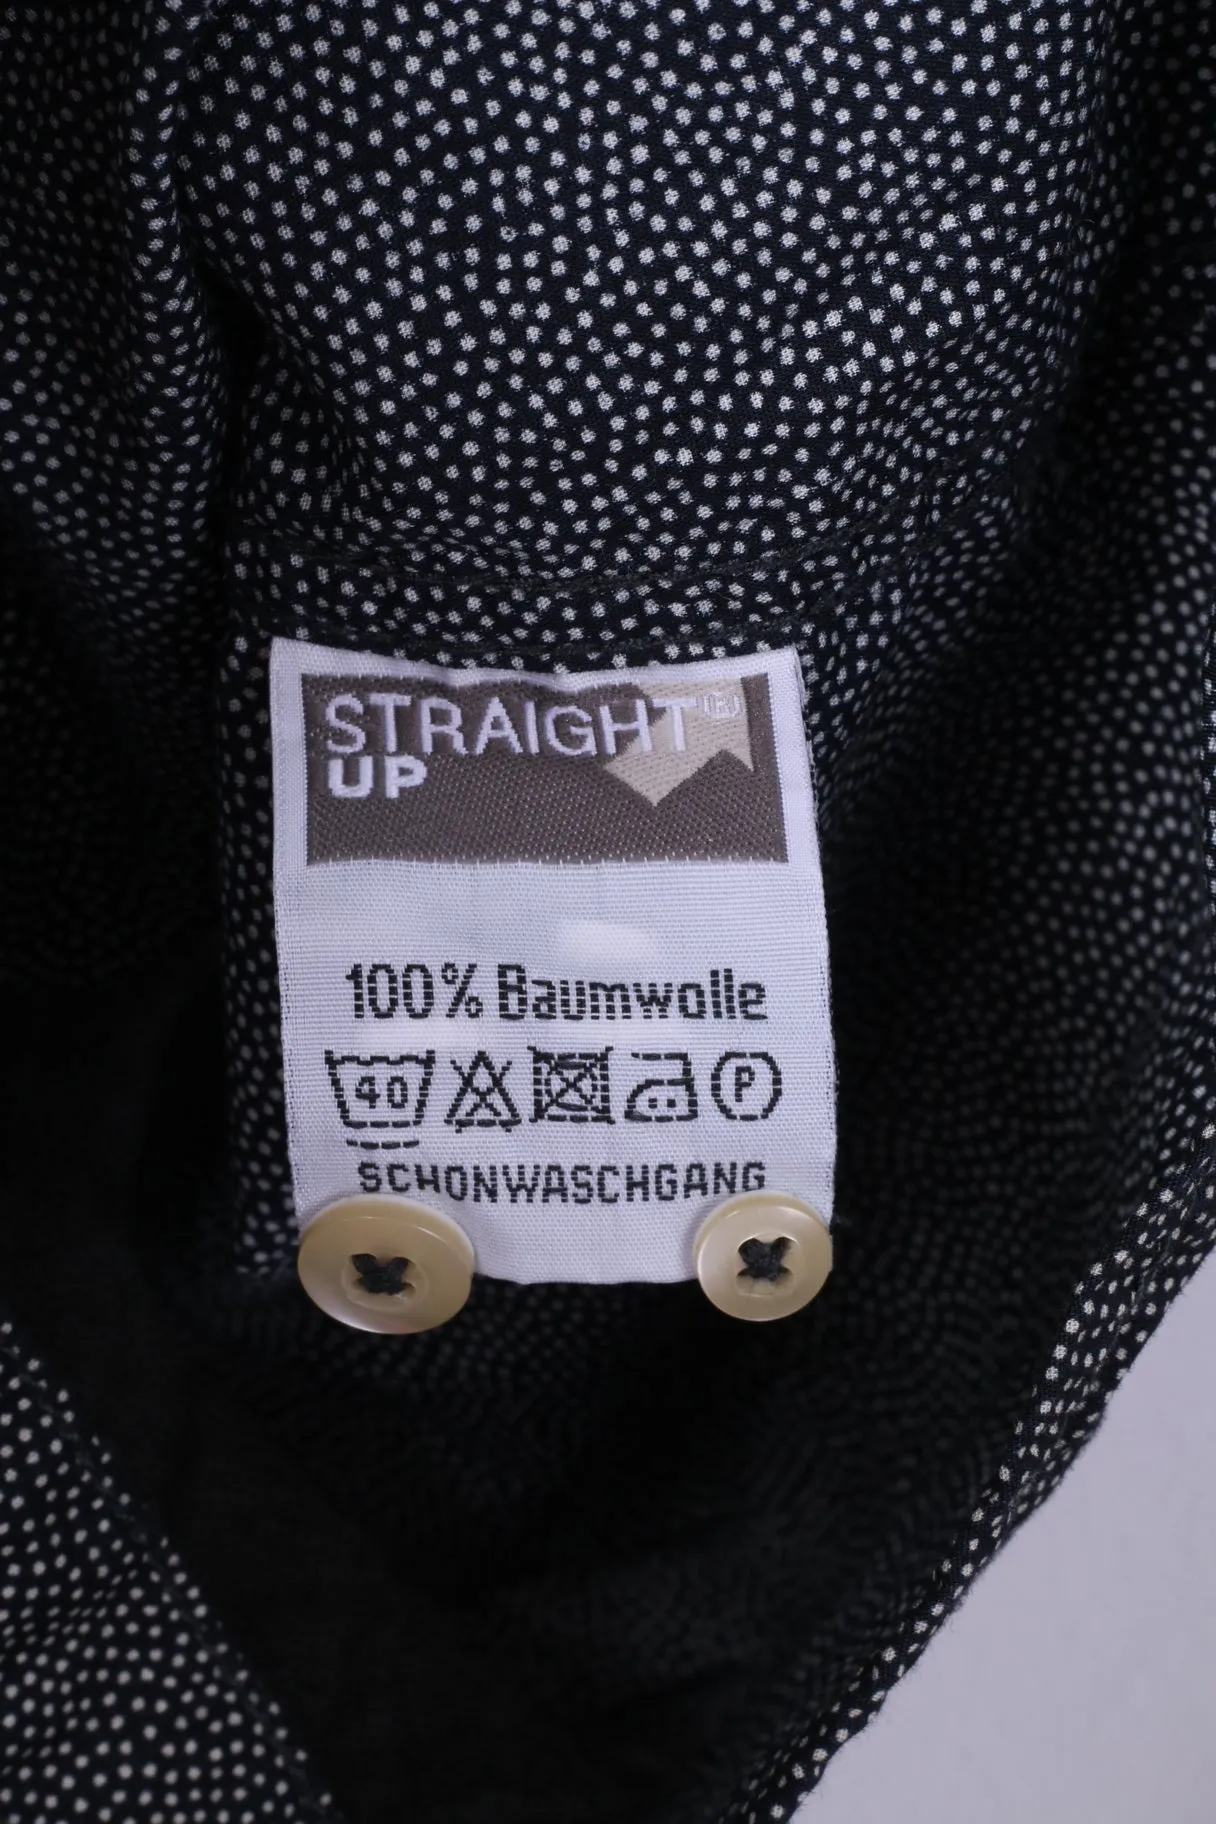 STRAIGHT®
UP
100% Baumwolle
40 P
SCHONWASCHGANG